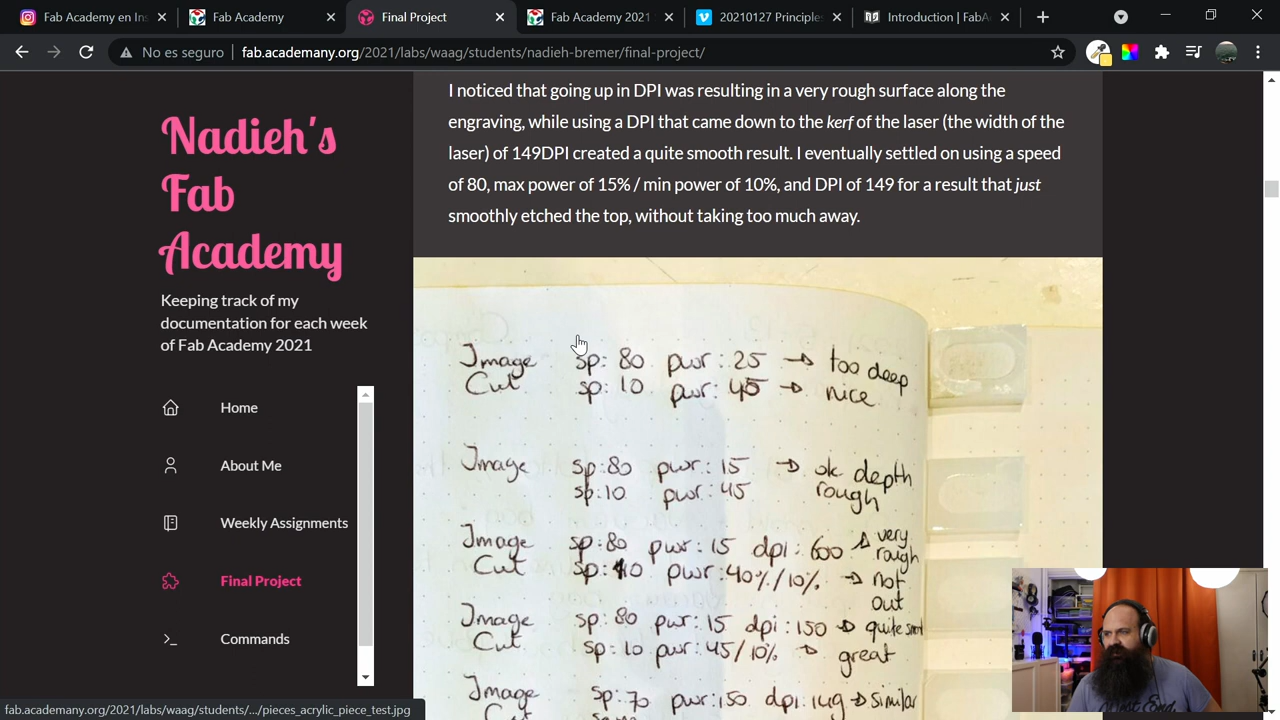 Fab Academy en Ins
Fab Academy
Final Project
Fab Academy 2021
20210127 Principles
Introduction | FabA
No es seguro
fab.academany.org/2021/labs/waag/students/nadieh-bremer/final-project/
Nadieh's
Fab
Academy
Keeping track of my
documentation for each week
of Fab Academy 2021
Home
About Me
Weekly Assignments
Final Project
Commands
I noticed that going up in DPI was resulting in a very rough surface along the
engraving, while using a DPI that came down to the kerf of the laser (the width of the
laser) of 149DPI created a quite smooth result. I eventually settled on using a speed
of 80, max power of 15% / min power of 10%, and DPI of 149 for a result that just
smoothly etched the top, without taking too much away.
Image sp: 80 pwr: 25 → too deep
Cut sp: 10 pwr: 45 → nice
Image sp: 80 pwr: 15 → ok depth
sp: 10 pwr: 45 rough
Image sp: 80 pwr: 15 dpi: 600 → very
rough
Cut sp: 10 pwr: 40%/10% → not
out
Image sp: 80 pwr: 15 dpi: 150 → quite
Cut sp: 10 pwr: 45/10% → great
Image sp: 70 pwr: 150 dpi: 149 → similar
fab.academany.org/2021/labs/waag/students/.../pieces_acrylic_piece_test.jpg